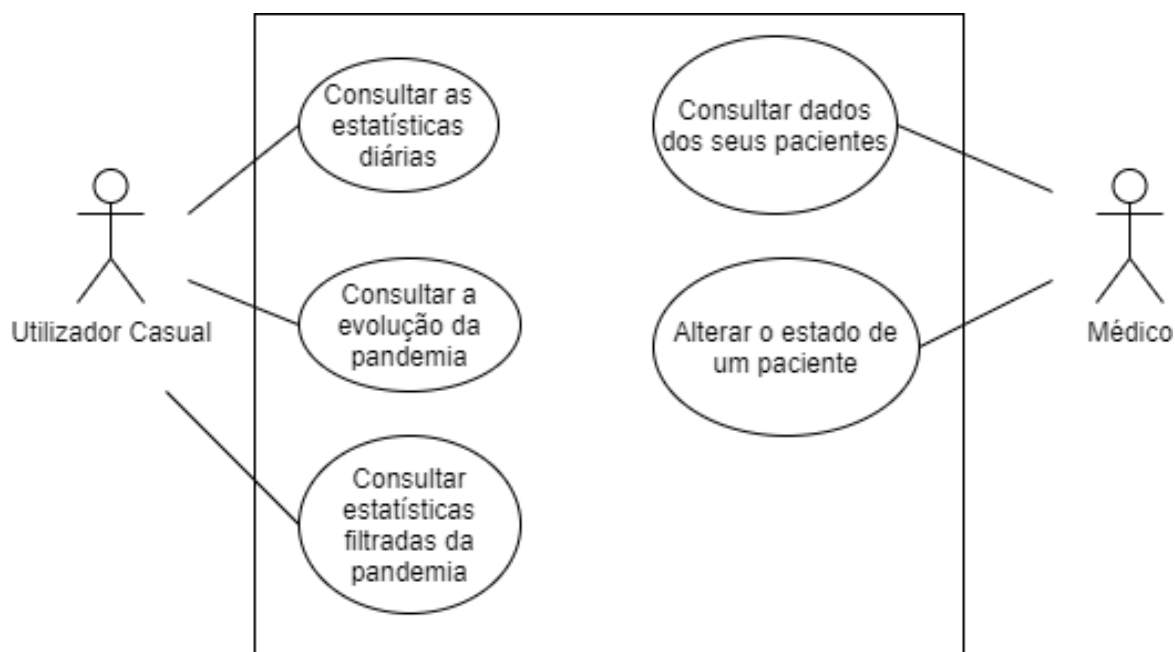 Consultar as
estatísticas
diárias
Consultar dados
dos seus pacientes
Utilizador Casual
Consultar a
evolução da
pandemia
Alterar o estado de
um paciente
Médico
Consultar
estatísticas
filtradas da
pandemia